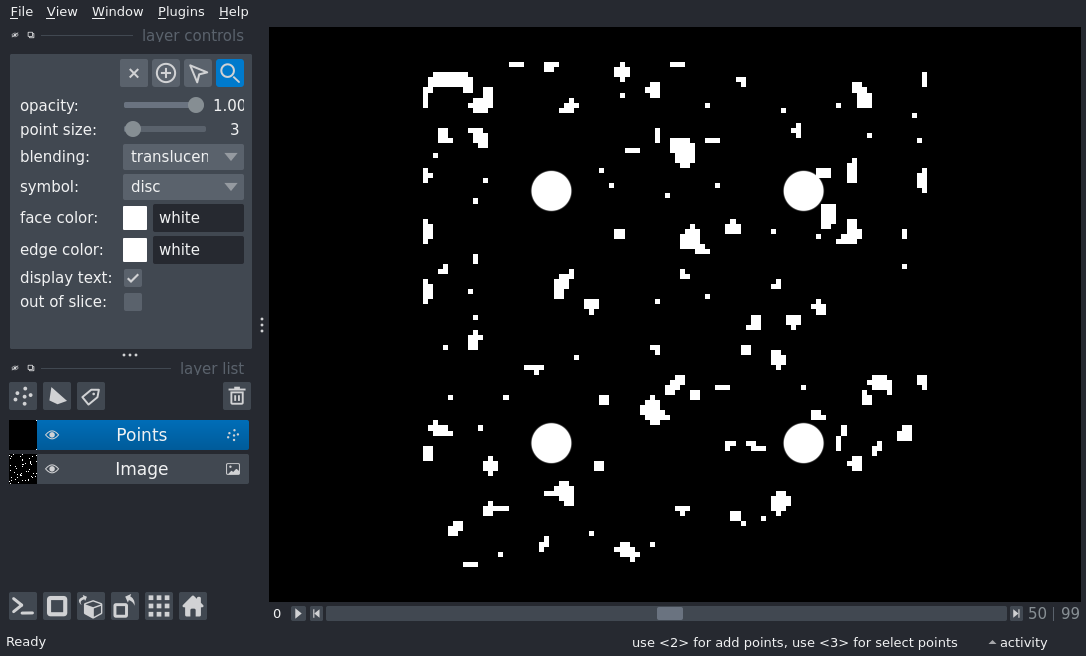 File View Window Plugins Help
layer controls
opacity: 1.00
point size: 3
blending: translucen
symbol: disc
face color: white
edge color: white
display text:
out of slice:
layer list
Points
Image
0 50 | 99
Ready use <2> for add points, use <3> for select points activity